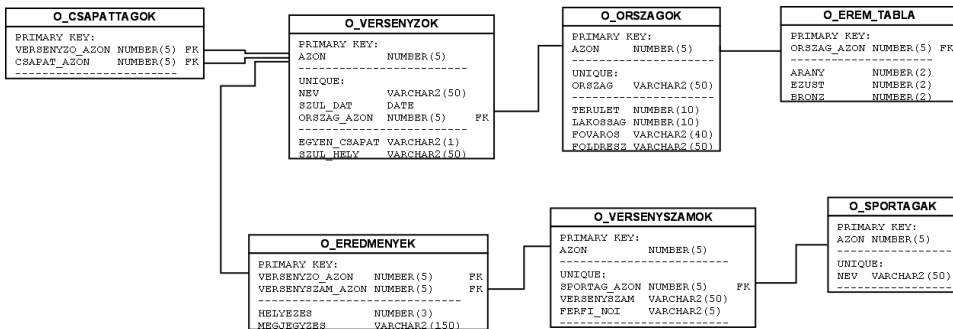 O_CSAPATTAGOK
PRIMARY KEY:
VERSENYZO_AZON NUMBER(5) FK
CSAPAT_AZON NUMBER(5) FK
O_VERSENYZOK
PRIMARY KEY:
AZON NUMBER(5)
UNIQUE:
NEV VARCHAR2(50)
SZUL_DAT DATE
ORSZAG_AZON NUMBER(5) FK
EGYEN_CSAPAT VARCHAR2(1)
SZUL_HELY VARCHAR2(50)
O_ORSZAGOK
PRIMARY KEY:
AZON NUMBER(5)
UNIQUE:
ORSZAG VARCHAR2(50)
TERULET NUMBER(10)
LAKOSSAG NUMBER(10)
FOVAROS VARCHAR2(40)
FOLDRESZ VARCHAR2(50)
O_EREM_TABLA
PRIMARY KEY:
ORSZAG_AZON NUMBER(5) FK
ARANY NUMBER(2)
EZUST NUMBER(2)
BRONZ NUMBER(2)
O_EREDMENYEK
PRIMARY KEY:
VERSENYZO_AZON NUMBER(5) FK
VERSENYSZAM_AZON NUMBER(5) FK
HELYEZES NUMBER(3)
MEGJEGYZES VARCHAR2(150)
O_VERSENYSZAMOK
PRIMARY KEY:
AZON NUMBER(5)
UNIQUE:
SPORTAG_AZON NUMBER(5) FK
VERSENYSZAM VARCHAR2(50)
FERFI_NOI VARCHAR2(5)
O_SPORTAGAK
PRIMARY KEY:
AZON NUMBER(5)
UNIQUE:
NEV VARCHAR2(50)